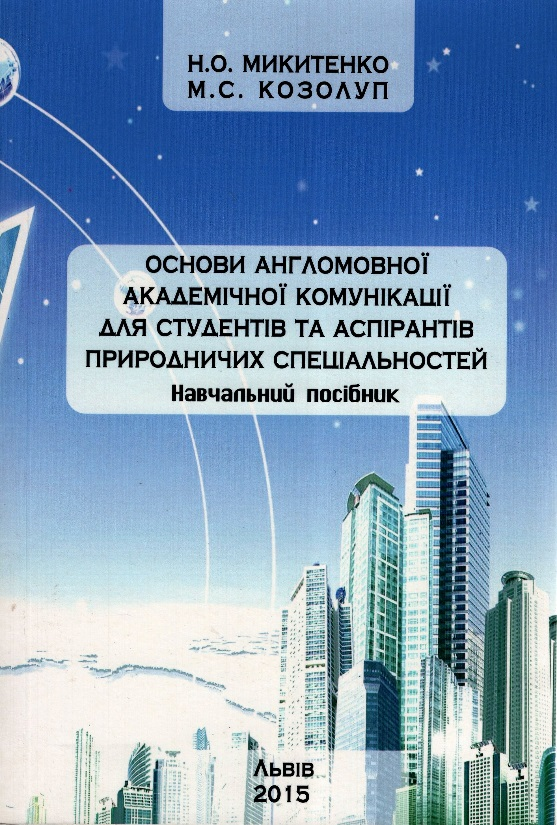 Н.О. МИКИТЕНКО
М.С. КОЗОЛУП
ОСНОВИ АНГЛОМОВНОЇ
АКАДЕМІЧНОЇ КОМУНІКАЦІЇ
ДЛЯ СТУДЕНТІВ ТА АСПІРАНТІВ
ПРИРОДНИЧИХ СПЕЦІАЛЬНОСТЕЙ
Навчальний посібник
ЛЬВІВ
2015